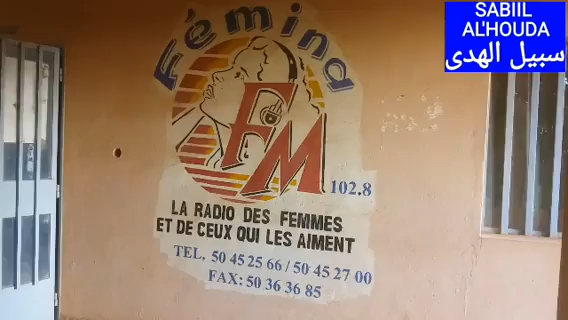 SABIIL
AL'HOUDA
سبيل الهدى
Fémina
FM
102.8
LA RADIO DES FEMMES
ET DE CEUX QUI LES AIMENT
TEL, 50 45 25 66 / 50 45 27 00
FAX: 50 36 36 85